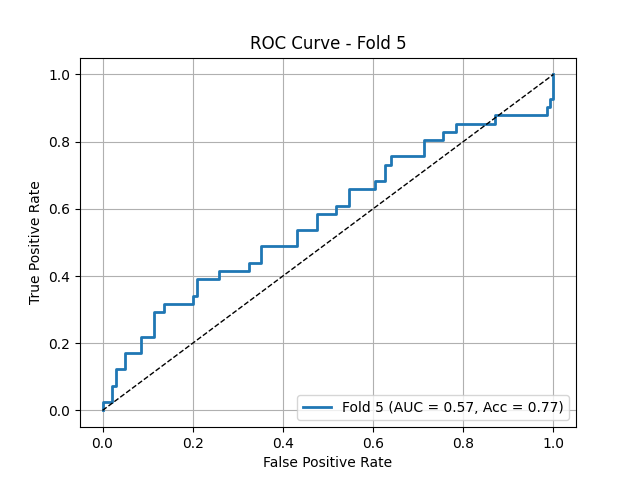 ROC Curve - Fold 5
True Positive Rate
1.0
0.8
0.6
0.4
0.2
0.0
Fold 5 (AUC = 0.57, Acc = 0.77)
0.0 0.2 0.4 0.6 0.8 1.0
False Positive Rate